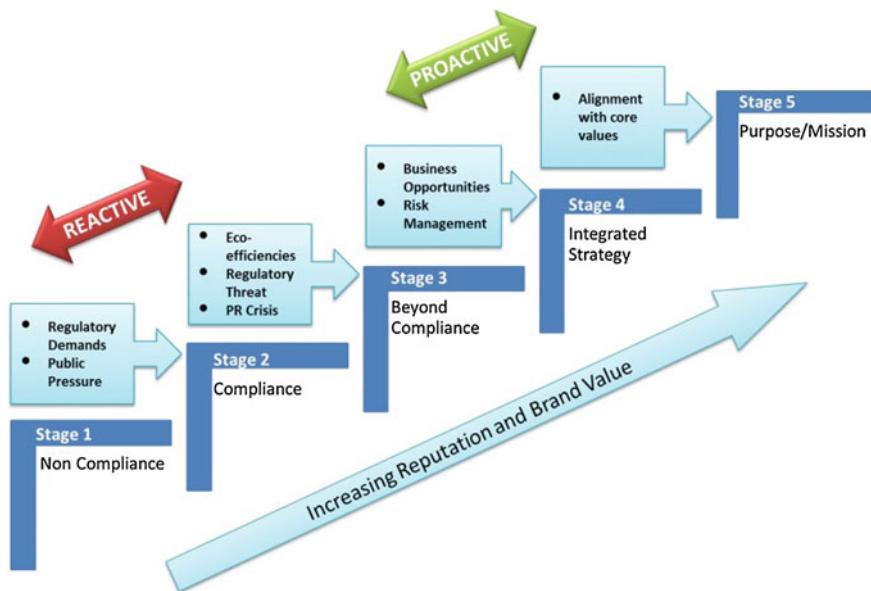 REACTIVE
PROACTIVE
• Regulatory
Demands
• Public
Pressure
Stage 1
Non Compliance
• Eco-
efficiencies
• Regulatory
Threat
• PR Crisis
Stage 2
Compliance
• Business
Opportunities
• Risk
Management
Stage 3
Beyond
Compliance
• Alignment
with core
values
Stage 4
Integrated
Strategy
Stage 5
Purpose/Mission
Increasing Reputation and Brand Value